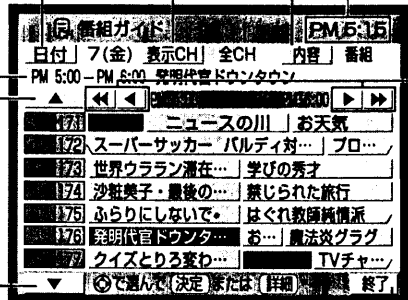 番組ガイド PM 5:15
日付 7(金) 表示CH 全CH 内容 番組
PM 5:00 – PM 6:00 発明代官ドウンタウン
▲ ◀◀ ◀ ▶ ▶▶
171 ニュースの川 お天気
172 スーパーサッカー バルディ対… プロ…
173 世界ウララン滞在… 学びの秀才
174 沙粧美子・最後の… 禁じられた旅行
175 ふらりにしないで• はぐれ教師純情派
176 発明代官ドウンタ… お… 魔法炎グラグ
177 クイズとりろ変わ… TVチャ…
▼ で選んで 決定 または 詳細 終了